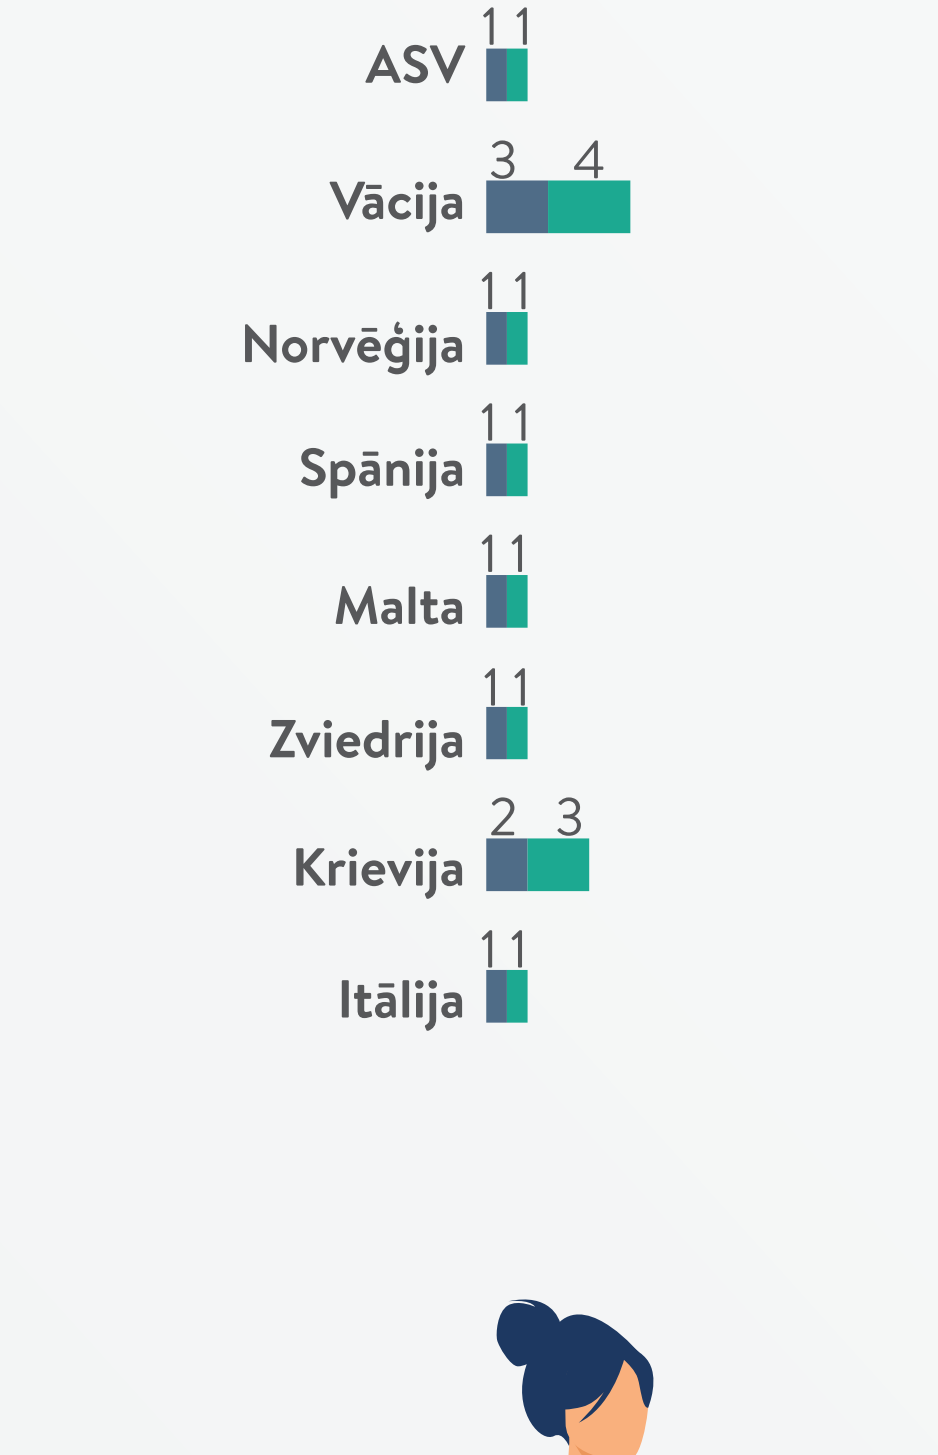 1 1
ASV
3 4
Vācija
1 1
Norvēģija
1 1
Spānija
1 1
Malta
1 1
Zviedrija
2 3
Krievija
1 1
Itālija